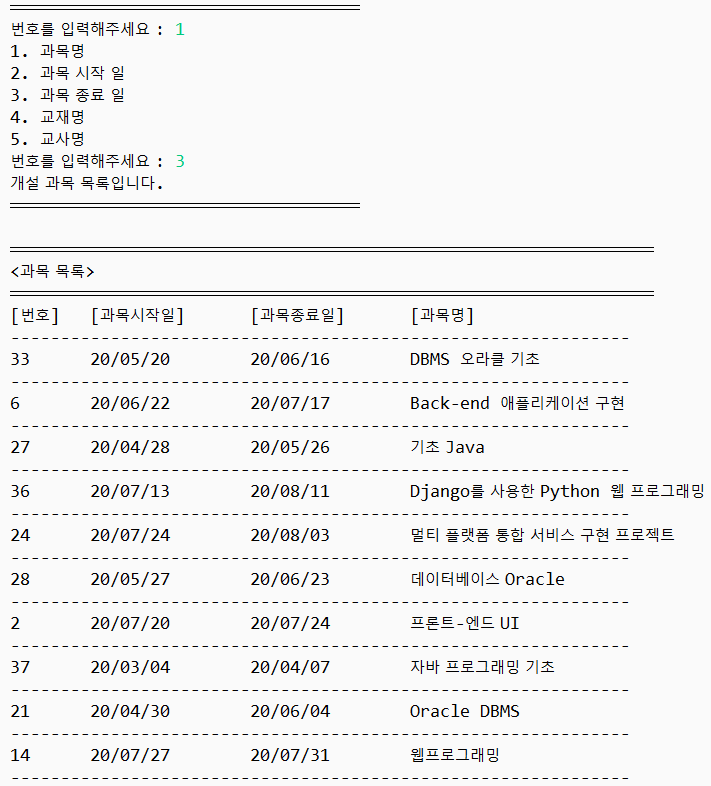 번호를 입력해주세요 : 1
1. 과목명
2. 과목 시작 일
3. 과목 종료 일
4. 교재명
5. 교사명
번호를 입력해주세요 : 3
개설 과목 목록입니다.
<과목 목록>
[번호] [과목시작일] [과목종료일] [과목명]
33 20/05/20 20/06/16 DBMS 오라클 기초
6 20/06/22 20/07/17 Back-end 애플리케이션 구현
27 20/04/28 20/05/26 기초 Java
36 20/07/13 20/08/11 Django를 사용한 Python 웹 프로그래밍
24 20/07/24 20/08/03 멀티 플랫폼 통합 서비스 구현 프로젝트
28 20/05/27 20/06/23 데이터베이스 Oracle
2 20/07/20 20/07/24 프론트-엔드 UI
37 20/03/04 20/04/07 자바 프로그래밍 기초
21 20/04/30 20/06/04 Oracle DBMS
14 20/07/27 20/07/31 웹프로그래밍